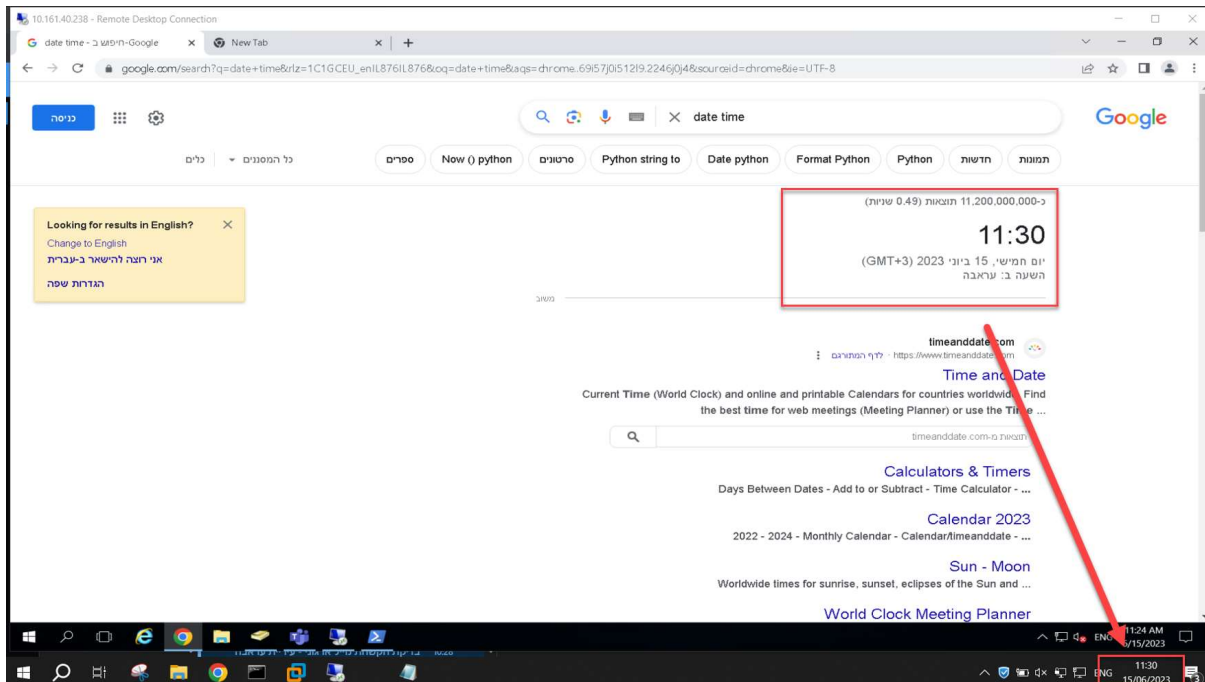 10.161.40.238 - Remote Desktop Connection
date time - חיפוש ב-Google
New Tab
google.com/search?q=date+time&rlz=1C1GCEU_enIL876IL876&oq=date+time&aqs=chrome..69i57j0i512l9.2246j0j4&sourceid=chrome&ie=UTF-8
כניסה
date time
Google
תמונות
חדשות
Python
Format Python
Date python
Python string to
סרטונים
Now () python
ספרים
כל המסננים
כלים
Looking for results in English?
Change to English
אני רוצה להישאר ב-עברית
הגדרות שפה
כ-11,200,000,000 תוצאות (0.49 שניות)
11:30
יום חמישי, 15 ביוני 2023 (GMT+3)
השעה ב: עראבה
משוב
timeanddate.com
https://www.timeanddate.com · לדף המתורגם
Time and Date
Current Time (World Clock) and online and printable Calendars for countries worldwide. Find
the best time for web meetings (Meeting Planner) or use the Time ...
תוצאות מ-timeanddate.com
Calculators & Timers
Days Between Dates - Add to or Subtract - Time Calculator - ...
Calendar 2023
2022 - 2024 - Monthly Calendar - Calendar/timeanddate - ...
Sun - Moon
Worldwide times for sunrise, sunset, eclipses of the Sun and ...
World Clock Meeting Planner
ENG
11:24 AM
6/15/2023
10:28
ENG
11:30
15/06/2023
3